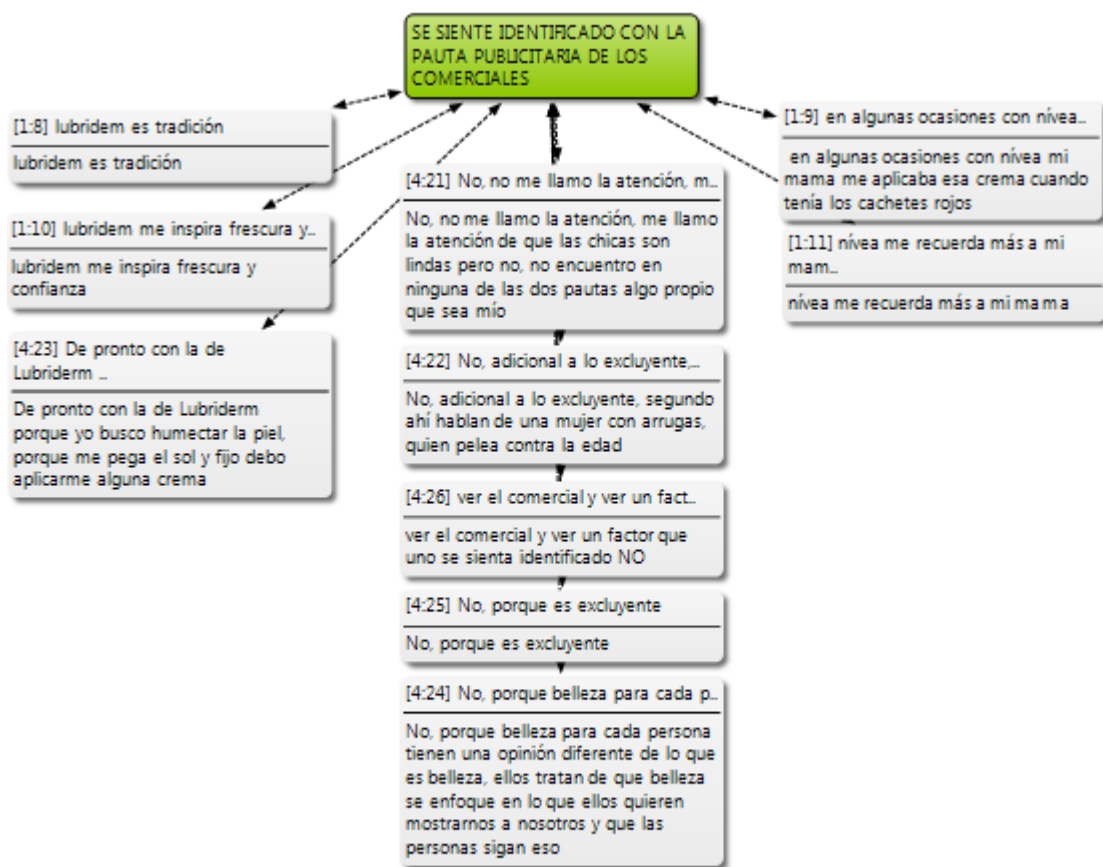 SE SIENTE IDENTIFICADO CON LA
PAUTA PUBLICITARIA DE LOS
COMERCIALES
[1:8] lubridem es tradición
lubridem es tradición
[1:10] lubridem me inspira frescura y..
lubridem me inspira frescura y
confianza
[4:23] De pronto con la de
Lubriderm ..
De pronto con la de Lubriderm
porque yo busco humectar la piel,
porque me pega el sol y fijo debo
aplicarme alguna crema
[4:21] No, no me llamo la atención, m..
No, no me llamo la atención, me llamo
la atención de que las chicas son
lindas pero no, no encuentro en
ninguna de las dos pautas algo propio
que sea mío
[4:22] No, adicional a lo excluyente,..
No, adicional a lo excluyente, segundo
ahí hablan de una mujer con arrugas,
quien pelea contra la edad
[4:26] ver el comercial y ver un fact..
ver el comercial y ver un factor que
uno se sienta identificado NO
[4:25] No, porque es excluyente
No, porque es excluyente
[4:24] No, porque belleza para cada p..
No, porque belleza para cada persona
tienen una opinión diferente de lo que
es belleza, ellos tratan de que belleza
se enfoque en lo que ellos quieren
mostrarnos a nosotros y que las
personas sigan eso
[1:9] en algunas ocasiones con nívea..
en algunas ocasiones con nívea mi
mama me aplicaba esa crema cuando
tenía los cachetes rojos
[1:11] nívea me recuerda más a mi
mam..
nívea me recuerda más a mi mama